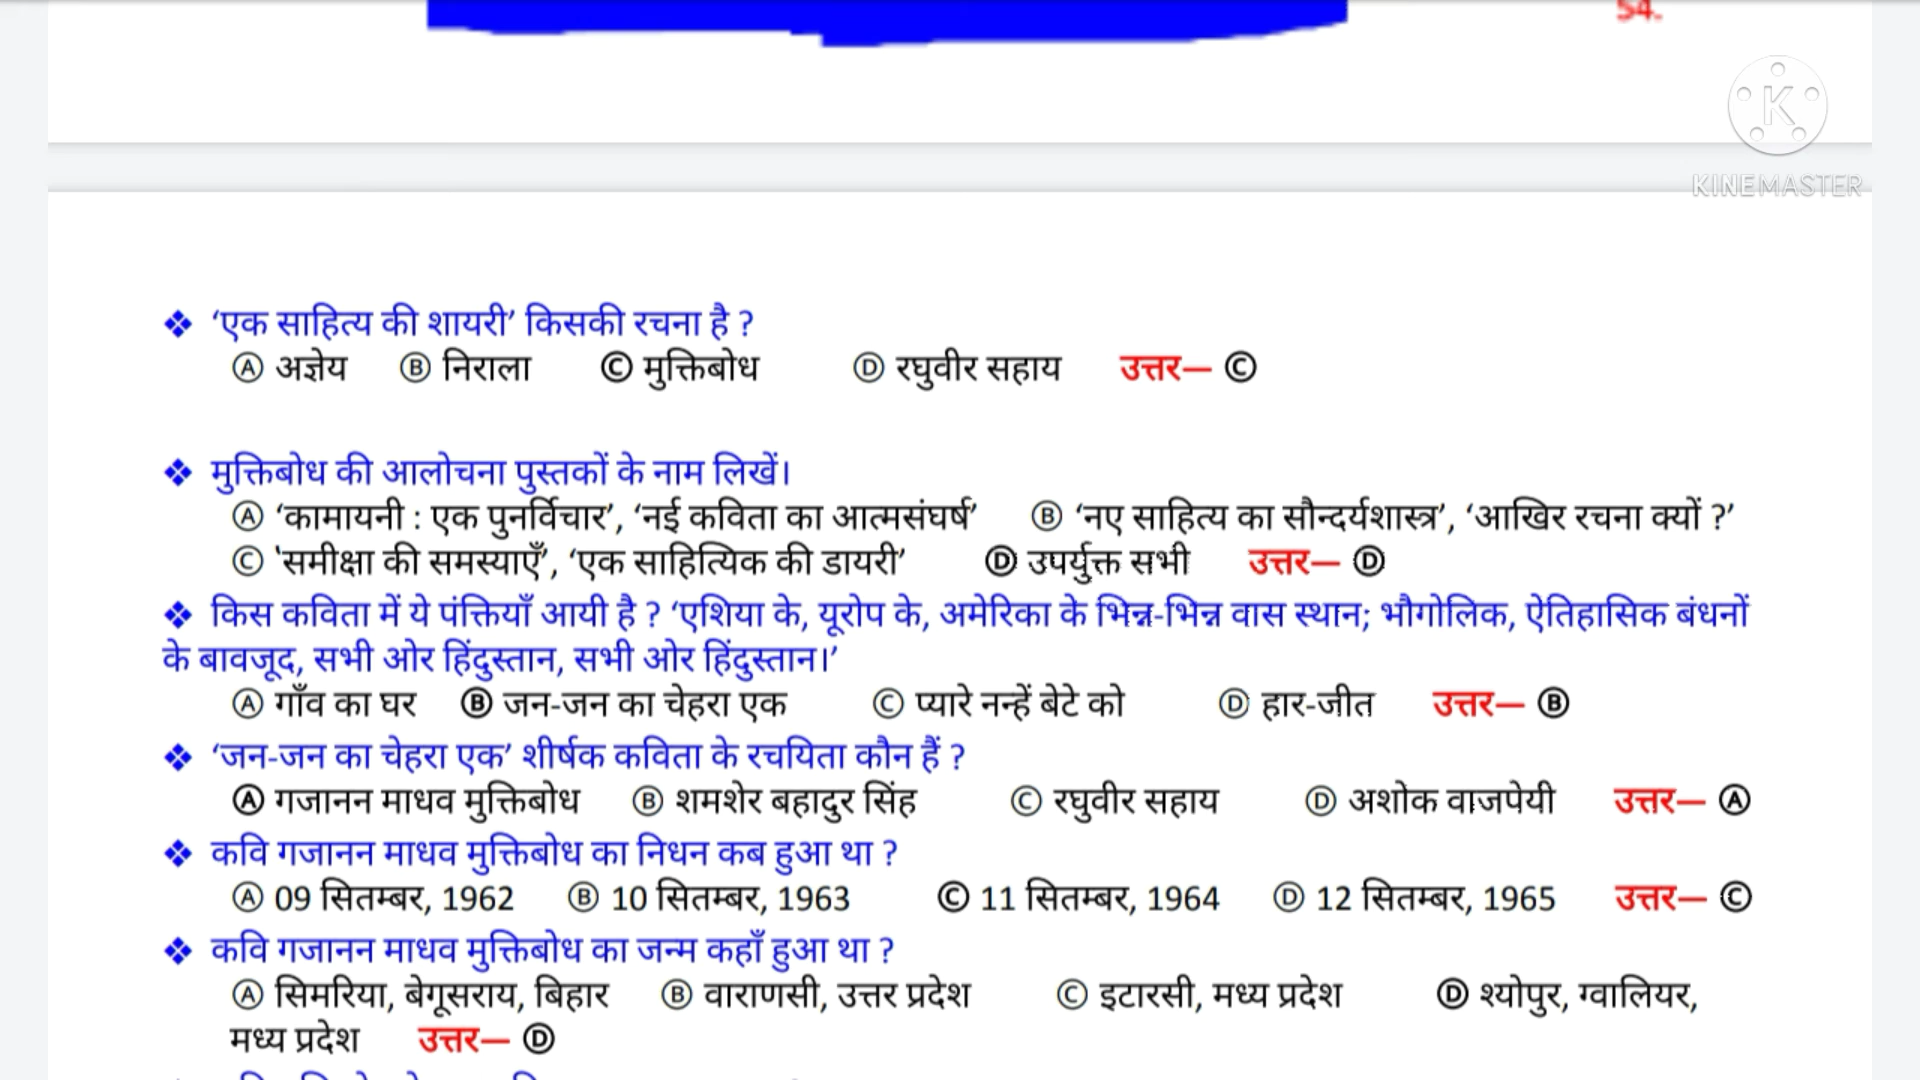 54.
KINEMASTER
❖ ‘एक साहित्य की शायरी’ किसकी रचना है ?
Ⓐ अज्ञेय Ⓑ निराला Ⓒ मुक्तिबोध Ⓓ रघुवीर सहाय उत्तर— Ⓒ
❖ मुक्तिबोध की आलोचना पुस्तकों के नाम लिखें।
Ⓐ ‘कामायनी : एक पुनर्विचार’, ‘नई कविता का आत्मसंघर्ष’ Ⓑ ‘नए साहित्य का सौन्दर्यशास्त्र’, ‘आखिर रचना क्यों ?’
Ⓒ 'समीक्षा की समस्याएँ’, ‘एक साहित्यिक की डायरी’ Ⓓ उपर्युक्त सभी उत्तर— Ⓓ
❖ किस कविता में ये पंक्तियाँ आयी है ? ‘एशिया के, यूरोप के, अमेरिका के भिन्न-भिन्न वास स्थान; भौगोलिक, ऐतिहासिक बंधनों
के बावजूद, सभी ओर हिंदुस्तान, सभी ओर हिंदुस्तान।’
Ⓐ गाँव का घर Ⓑ जन-जन का चेहरा एक Ⓒ प्यारे नन्हें बेटे को Ⓓ हार-जीत उत्तर— Ⓑ
❖ ‘जन-जन का चेहरा एक’ शीर्षक कविता के रचयिता कौन हैं ?
Ⓐ गजानन माधव मुक्तिबोध Ⓑ शमशेर बहादुर सिंह Ⓒ रघुवीर सहाय Ⓓ अशोक वाजपेयी उत्तर— Ⓐ
❖ कवि गजानन माधव मुक्तिबोध का निधन कब हुआ था ?
Ⓐ 09 सितम्बर, 1962 Ⓑ 10 सितम्बर, 1963 Ⓒ 11 सितम्बर, 1964 Ⓓ 12 सितम्बर, 1965 उत्तर— Ⓒ
❖ कवि गजानन माधव मुक्तिबोध का जन्म कहाँ हुआ था ?
Ⓐ सिमरिया, बेगूसराय, बिहार Ⓑ वाराणसी, उत्तर प्रदेश Ⓒ इटारसी, मध्य प्रदेश Ⓓ श्योपुर, ग्वालियर,
मध्य प्रदेश उत्तर— Ⓓ